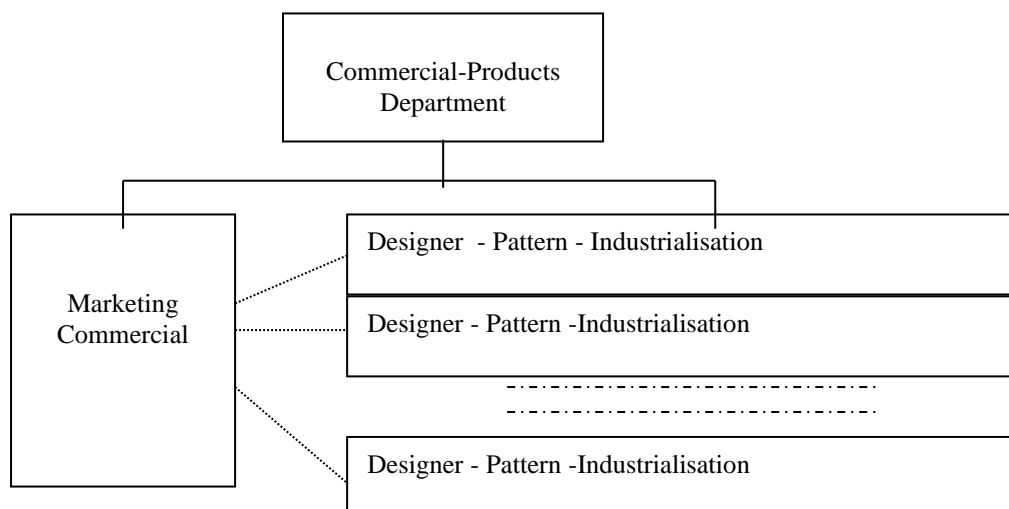 Commercial-Products
Department
Marketing
Commercial
Designer - Pattern - Industrialisation
Designer - Pattern -Industrialisation
Designer - Pattern -Industrialisation